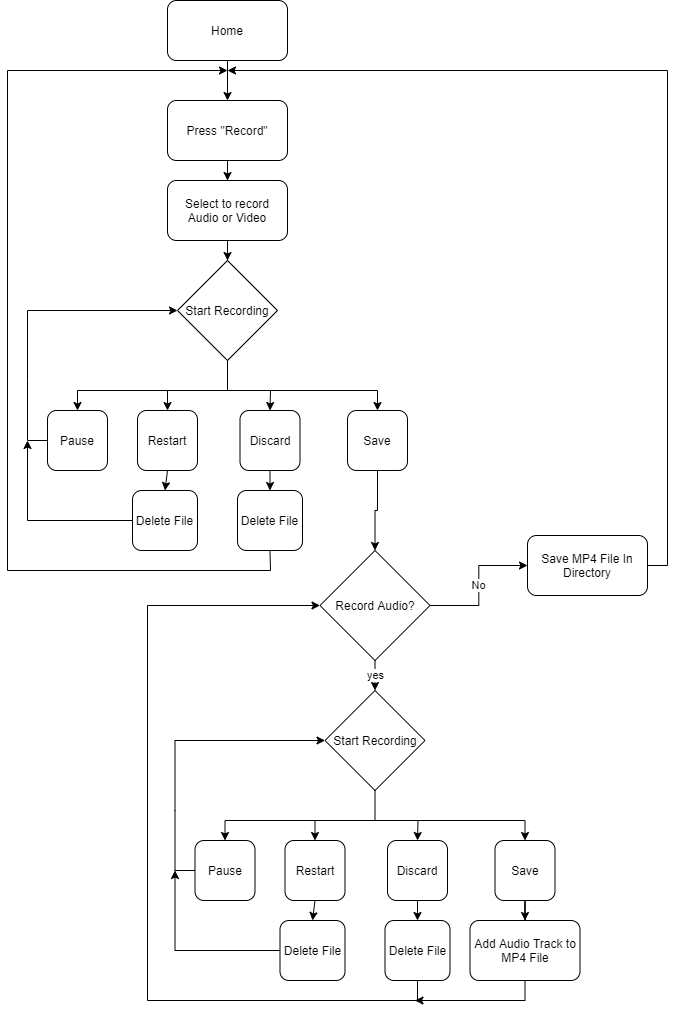 Home
Press "Record"
Select to record
Audio or Video
Start Recording
Pause
Restart
Discard
Save
Delete File
Delete File
Save MP4 File In
Directory
No
Record Audio?
yes
Start Recording
Pause
Restart
Discard
Save
Delete File
Delete File
Add Audio Track to
MP4 File